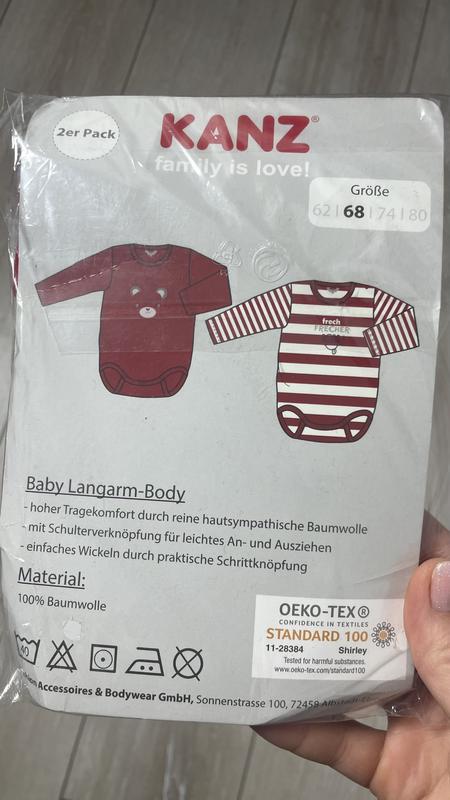 2er Pack
KANZ®
family is love!
Größe
62 | 68 | 74 | 80
frech
FRECHER
Baby Langarm-Body
- hoher Tragekomfort durch reine hautsympathische Baumwolle
- mit Schulterverknöpfung für leichtes An- und Ausziehen
- einfaches Wickeln durch praktische Schrittknöpfung
Material:
100% Baumwolle
OEKO-TEX®
CONFIDENCE IN TEXTILES
STANDARD 100
11-28384 Shirley
Tested for harmful substances.
www.oeko-tex.com/standard100
40
Accessoires & Bodywear GmbH, Sonnenstrasse 100, 72458